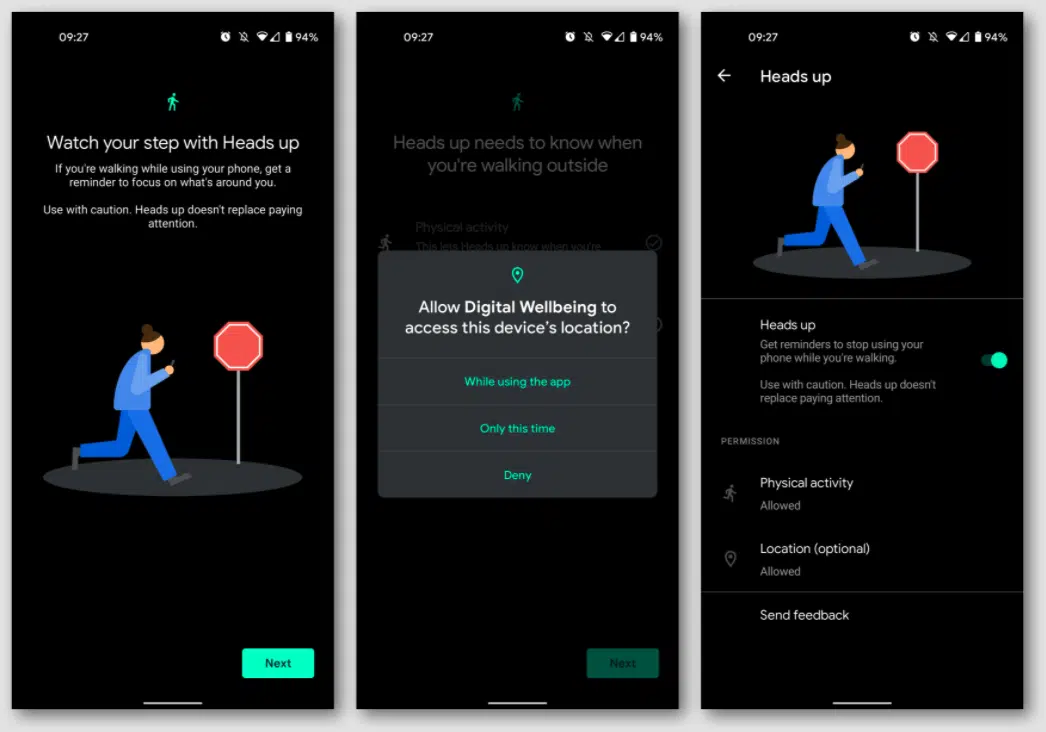 09:27
94%
Watch your step with Heads up
If you're walking while using your phone, get a
reminder to focus on what's around you.
Use with caution. Heads up doesn't replace paying
attention.
Next
09:27
94%
Heads up needs to know when
you're walking outside
Physical activity
This less Heads up know when you're
Allow Digital Wellbeing to
access this device's location?
While using the app
Only this time
Deny
Next
09:27
94%
Heads up
Heads up
Get reminders to stop using your
phone while you're walking.
Use with caution. Heads up doesn't
replace paying attention.
PERMISSION
Physical activity
Allowed
Location (optional)
Allowed
Send feedback